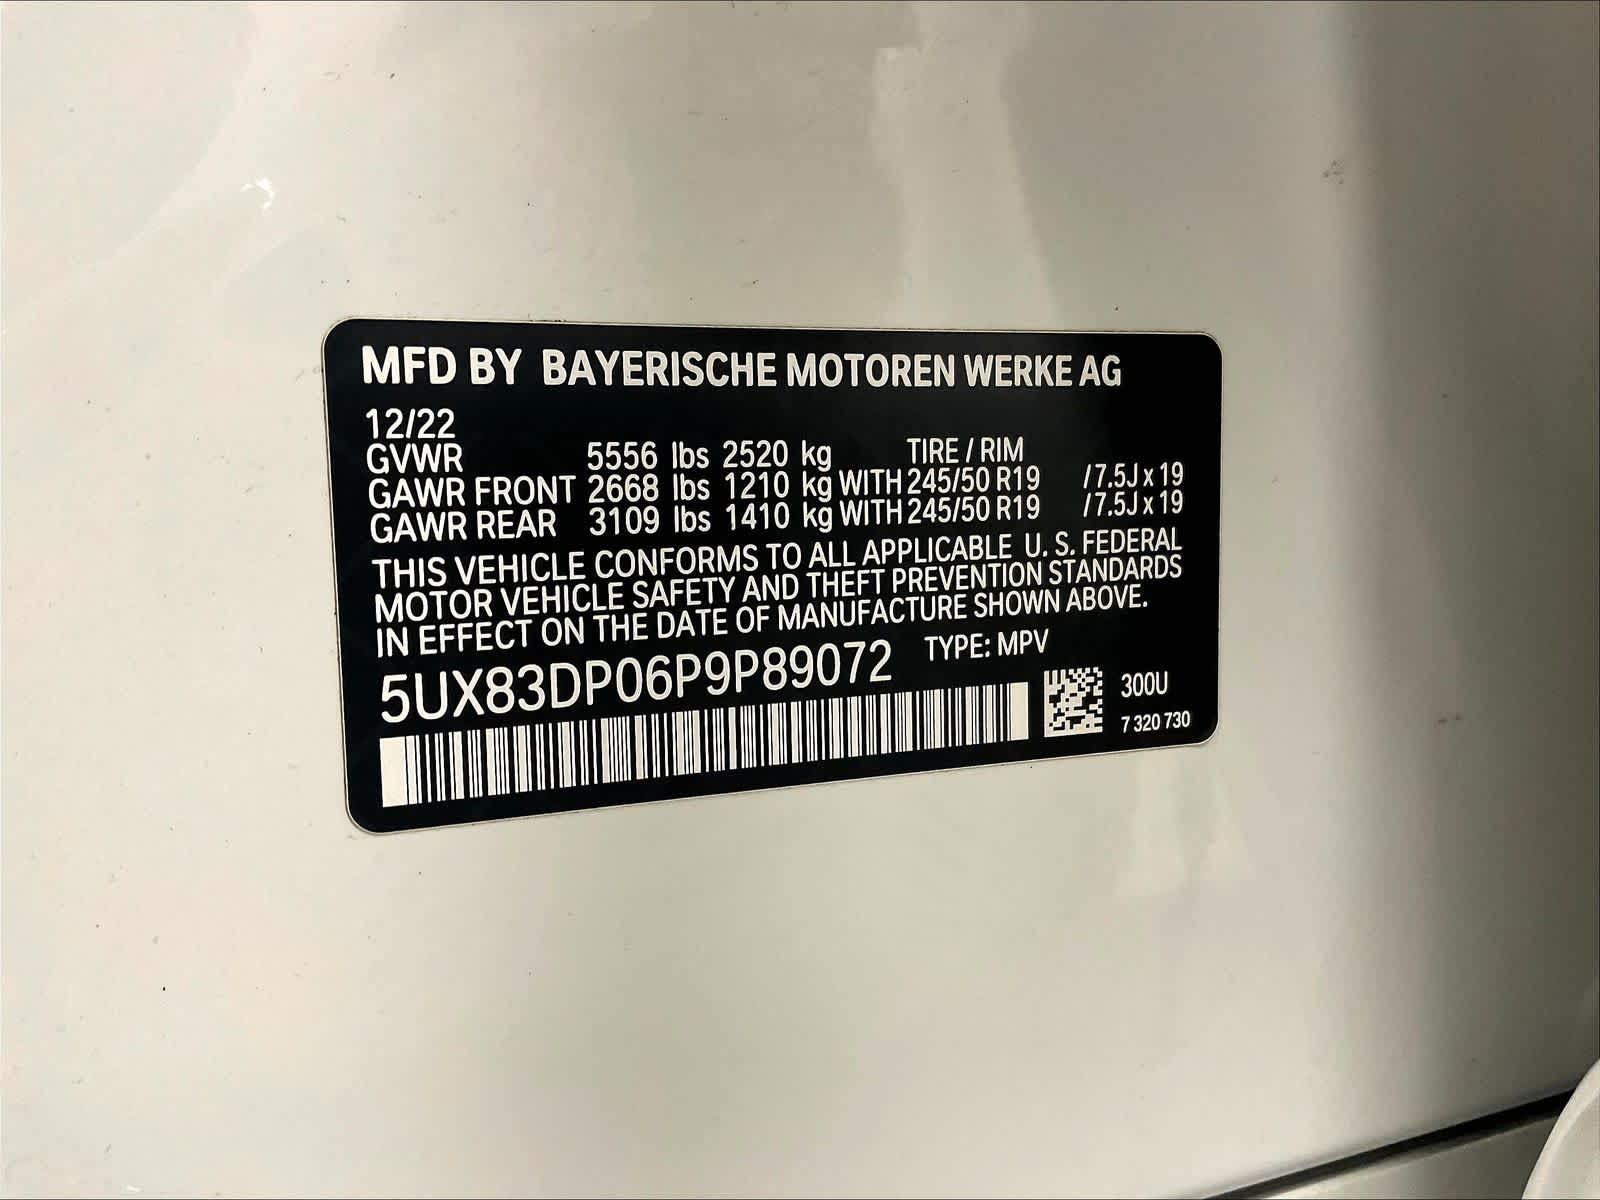 MFD BY BAYERISCHE MOTOREN WERKE AG
12/22
GVWR 5556 lbs 2520 kg TIRE / RIM
GAWR FRONT 2668 lbs 1210 kg WITH 245/50 R19 /7.5J x 19
GAWR REAR 3109 lbs 1410 kg WITH 245/50 R19 /7.5J x 19
THIS VEHICLE CONFORMS TO ALL APPLICABLE U. S. FEDERAL
MOTOR VEHICLE SAFETY AND THEFT PREVENTION STANDARDS
IN EFFECT ON THE DATE OF MANUFACTURE SHOWN ABOVE.
5UX83DP06P9P89072 TYPE: MPV
300U
7 320 730